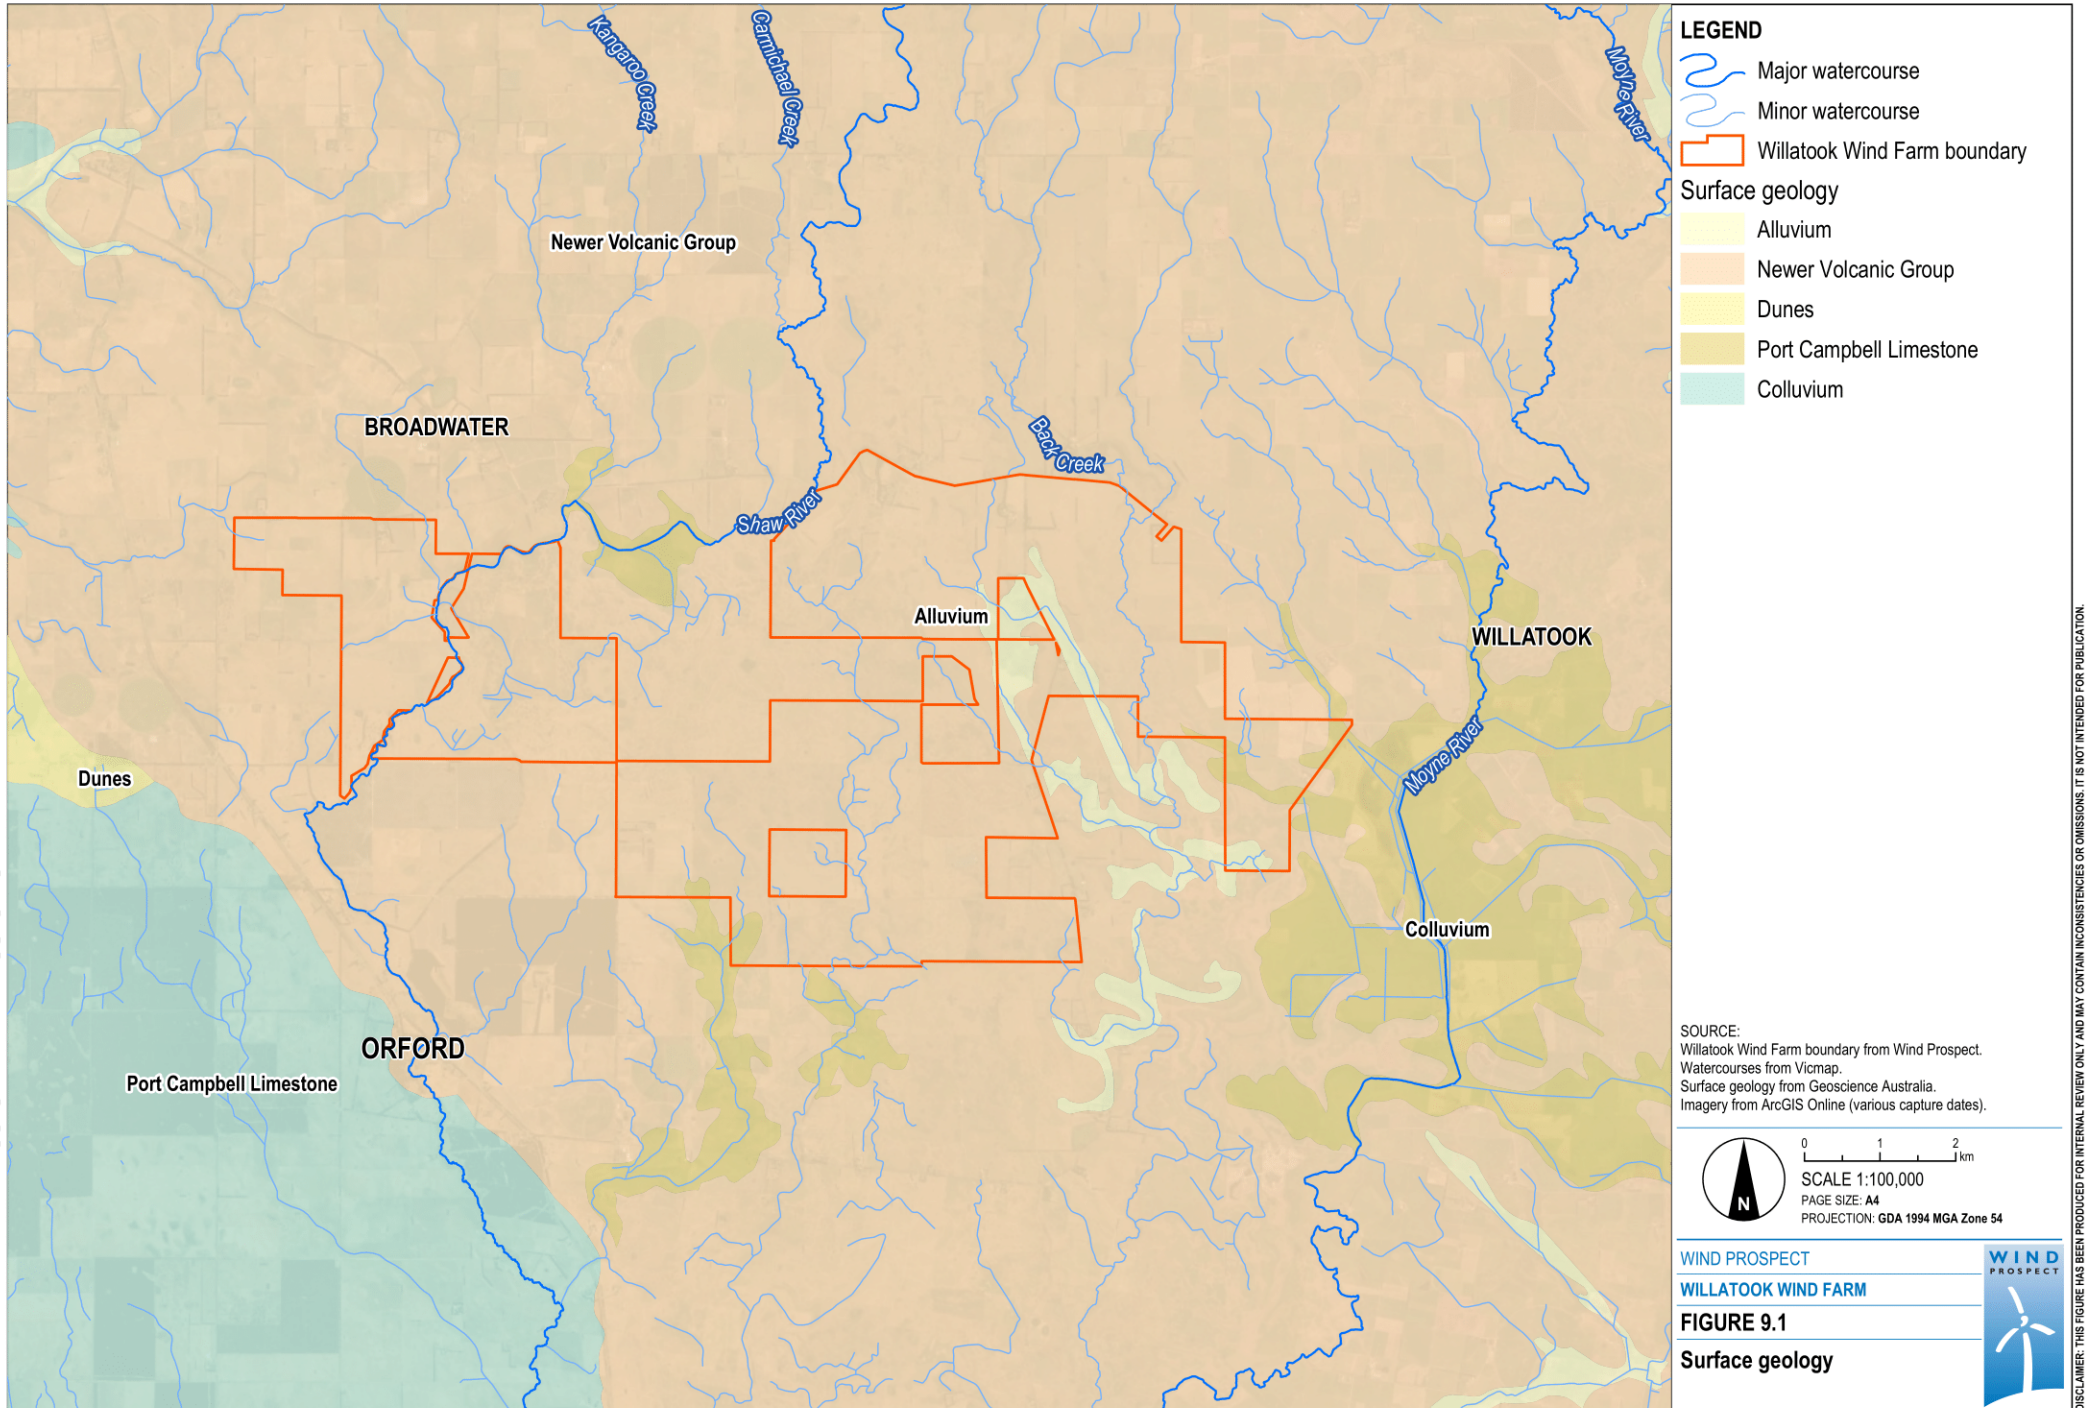 Kangaroo Creek
Carmichael Creek
Moyne River
Newer Volcanic Group
BROADWATER
Back Creek
Shaw River
Alluvium
WILLATOOK
Moyne River
Dunes
Colluvium
ORFORD
Port Campbell Limestone
LEGEND
Major watercourse
Minor watercourse
Willatook Wind Farm boundary
Surface geology
Alluvium
Newer Volcanic Group
Dunes
Port Campbell Limestone
Colluvium
SOURCE:
Willatook Wind Farm boundary from Wind Prospect.
Watercourses from Vicmap.
Surface geology from Geoscience Australia.
Imagery from ArcGIS Online (various capture dates).
0 1 2
km
N
SCALE 1:100,000
PAGE SIZE: A4
PROJECTION: GDA 1994 MGA Zone 54
WIND PROSPECT
WILLATOOK WIND FARM
FIGURE 9.1
Surface geology
WIND
PROSPECT
DISCLAIMER: THIS FIGURE HAS BEEN PRODUCED FOR INTERNAL REVIEW ONLY AND MAY CONTAIN INCONSISTENCIES OR OMISSIONS. IT IS NOT INTENDED FOR PUBLICATION.